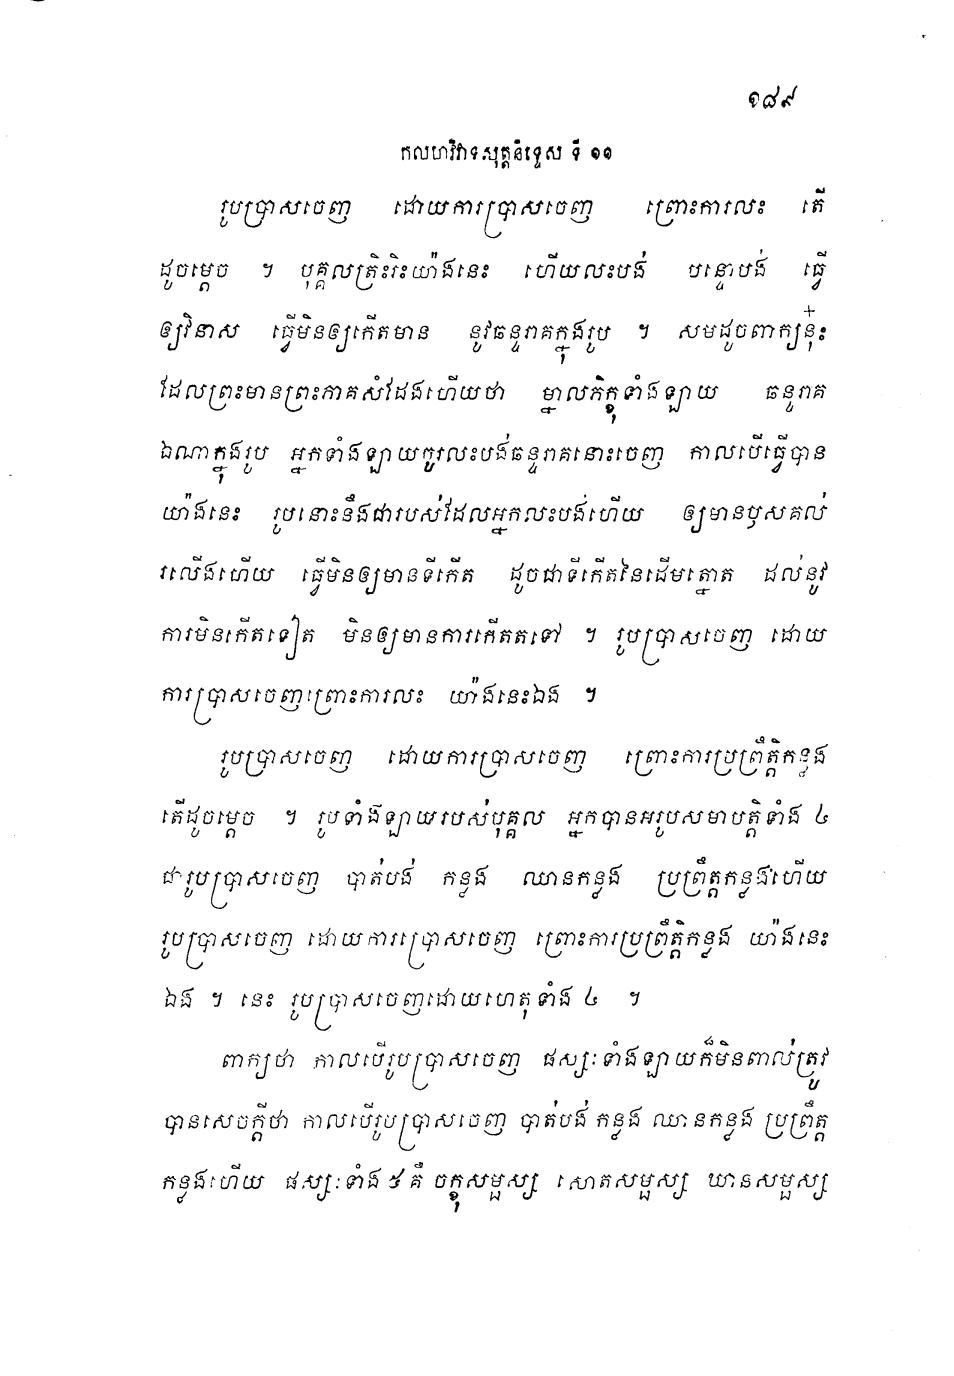 ១៨៩
កលហវិវាទសុត្តនិទ្ទេស ទី ១១
រូបប្រាសចេញ ដោយការប្រាសចេញ ព្រោះការលះ តើ
ដូចម្តេច ។ បុគ្គលត្រិះរិះយ៉ាងនេះ ហើយលះបង់ បន្ទោបង់ ធ្វើ
ឲ្យវិនាស ធ្វើមិនឲ្យកើតមាន នូវឆន្ទរាគក្នុងរូប ។ សមដូចពាក្យនុ៎ះ
ដែលព្រះមានព្រះភាគសំដែងហើយថា ម្នាលភិក្ខុទាំងឡាយ ឆន្ទរាគ
ឯណាក្នុងរូប អ្នកទាំងឡាយចូរលះបង់ឆន្ទរាគនោះចេញ កាលបើធ្វើបាន
យ៉ាងនេះ រូបនោះនឹងជារបស់ដែលអ្នកលះបង់ហើយ ឲ្យមានឫសគល់
រលើងហើយ ធ្វើមិនឲ្យមានទីកើត ដូចជាទីកើតនៃដើមត្នោត ដល់នូវ
ការមិនកើតទៀត មិនឲ្យមានការកើតតទៅ ។ រូបប្រាសចេញ ដោយ
ការប្រាសចេញព្រោះការលះ យ៉ាងនេះឯង ។
រូបប្រាសចេញ ដោយការប្រាសចេញ ព្រោះការប្រព្រឹត្តិកន្លង
តើដូចម្តេច ។ រូបទាំងឡាយរបស់បុគ្គល អ្នកបានអរូបសមាបត្តិទាំង ៤
ជារូបប្រាសចេញ បាត់បង់ កន្លង ឈានកន្លង ប្រព្រឹត្តកន្លងហើយ
រូបប្រាសចេញ ដោយការប្រាសចេញ ព្រោះការប្រព្រឹត្តិកន្លង យ៉ាងនេះ
ឯង ។ នេះ រូបប្រាសចេញដោយហេតុទាំង ៤ ។
ពាក្យថា កាលបើរូបប្រាសចេញ ផស្សៈទាំងឡាយក៏មិនពាល់ត្រូវ
បានសេចក្តីថា កាលបើរូបប្រាសចេញ បាត់បង់ កន្លង ឈានកន្លង ប្រព្រឹត្ត
កន្លងហើយ ផស្សៈទាំង ៥ គឺ ចក្ខុសម្ផស្ស សោតសម្ផស្ស ឃានសម្ផស្ស